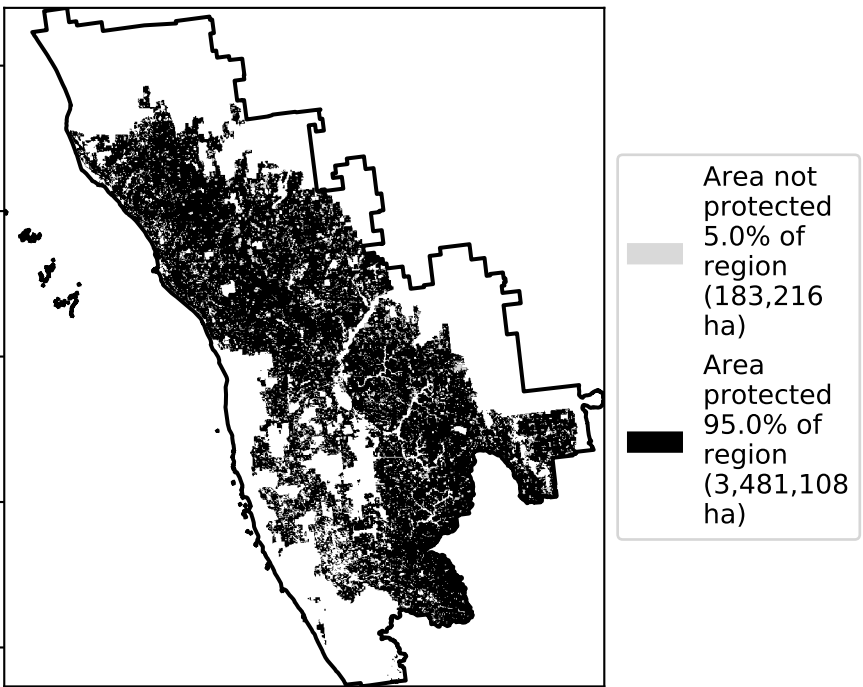 Area not
protected
5.0% of
region
(183,216
ha)
Area
protected
95.0% of
region
(3,481,108
ha)